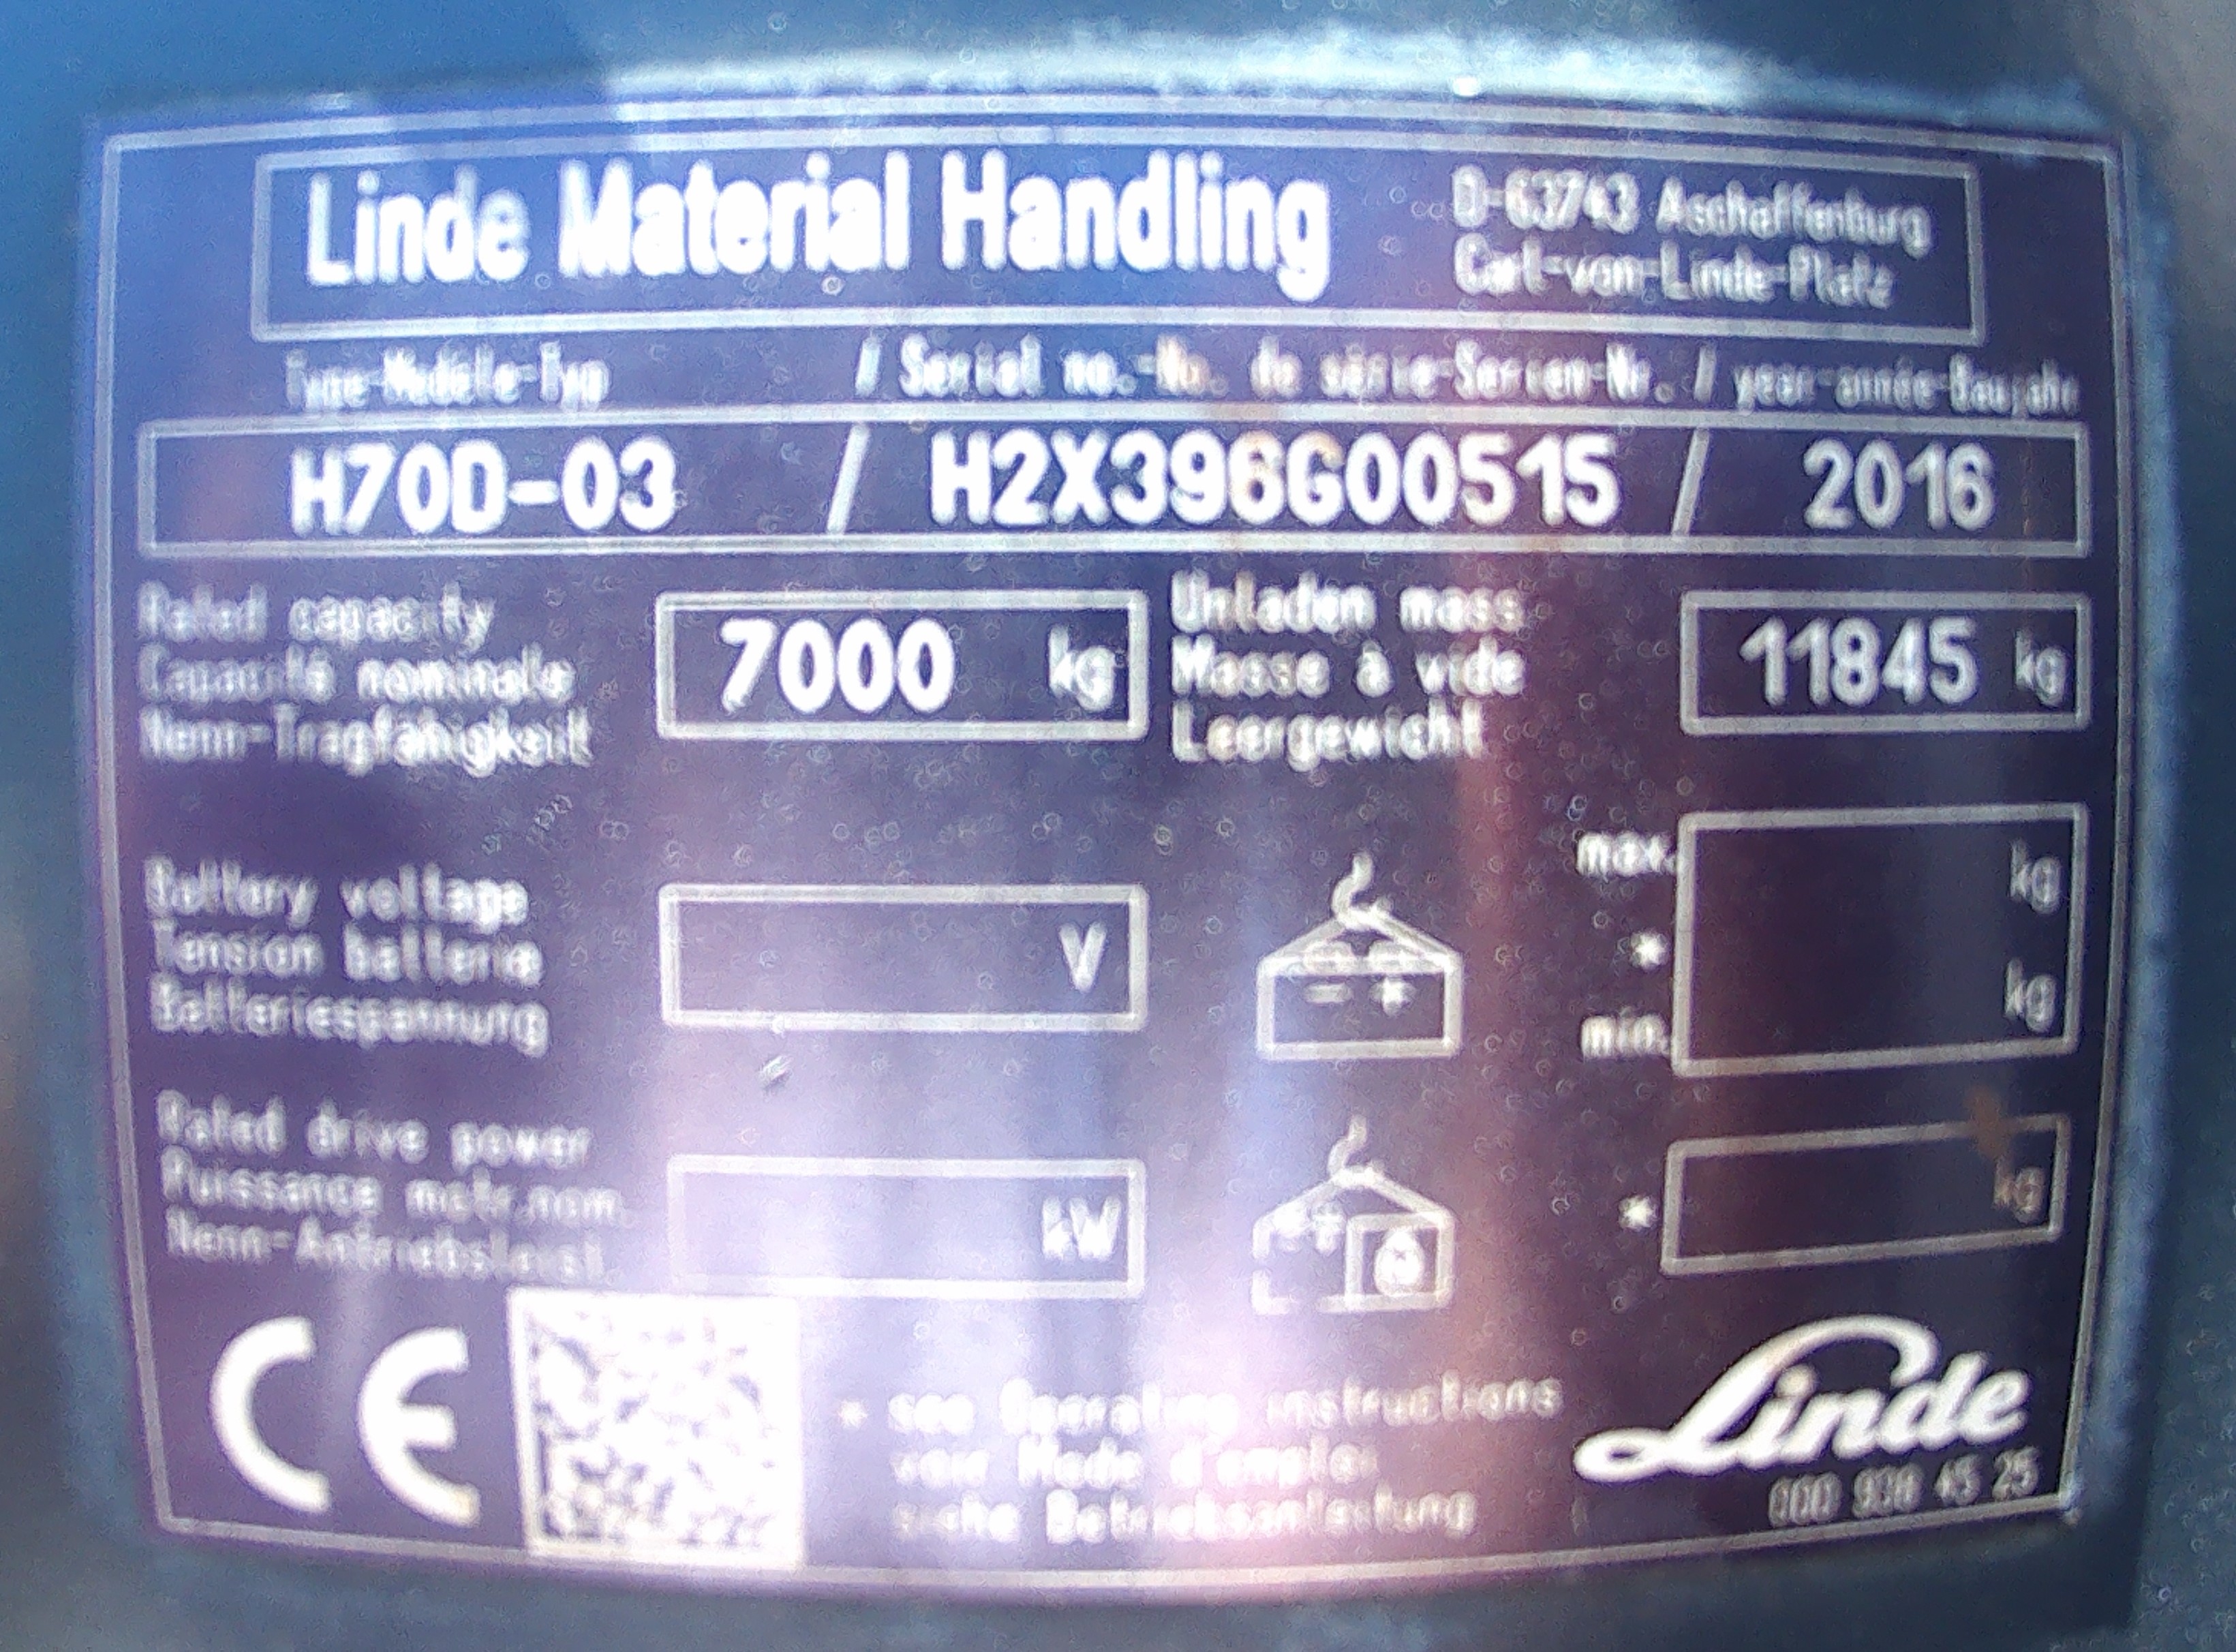 Linde Material Handling
D-63743 Aschaffenburg
Carl-von-Linde-Platz
Type-Modèle-Typ / Serial no.-No. de série-Serien-Nr. / year-année-Baujahr
H70D-03 / H2X396G00515 / 2016
Rated capacity
Capacité nominale
Nenn-Tragfähigkeit
7000 kg
Unladen mass
Masse à vide
Leergewicht
11845 kg
Battery voltage
Tension batterie
Batteriespannung
V
max. kg
*
min. kg
Rated drive power
Puissance motr.nom.
Nenn-Antriebsleist.
kW
* kg
CE
* see Operating instructions
voir Mode d'emploi
siehe Betriebsanleitung
Linde
000 938 45 25